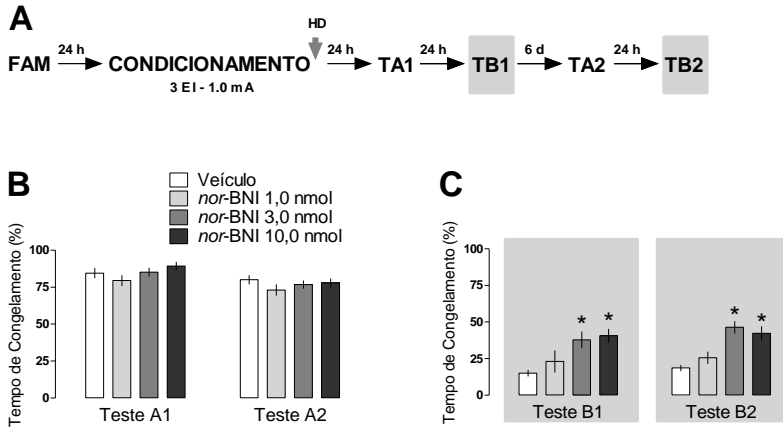 A
HD
FAM 24 h CONDICIONAMENTO 24 h TA1 24 h TB1 6 d TA2 24 h TB2
3 EI - 1.0 mA
B
Veículo
nor-BNI 1,0 nmol
nor-BNI 3,0 nmol
nor-BNI 10,0 nmol
Tempo de Congelamento (%)
100
75
50
25
0
Teste A1 Teste A2
C
Tempo de Congelamento (%)
100
75
50
25
0
* * * *
Teste B1 Teste B2